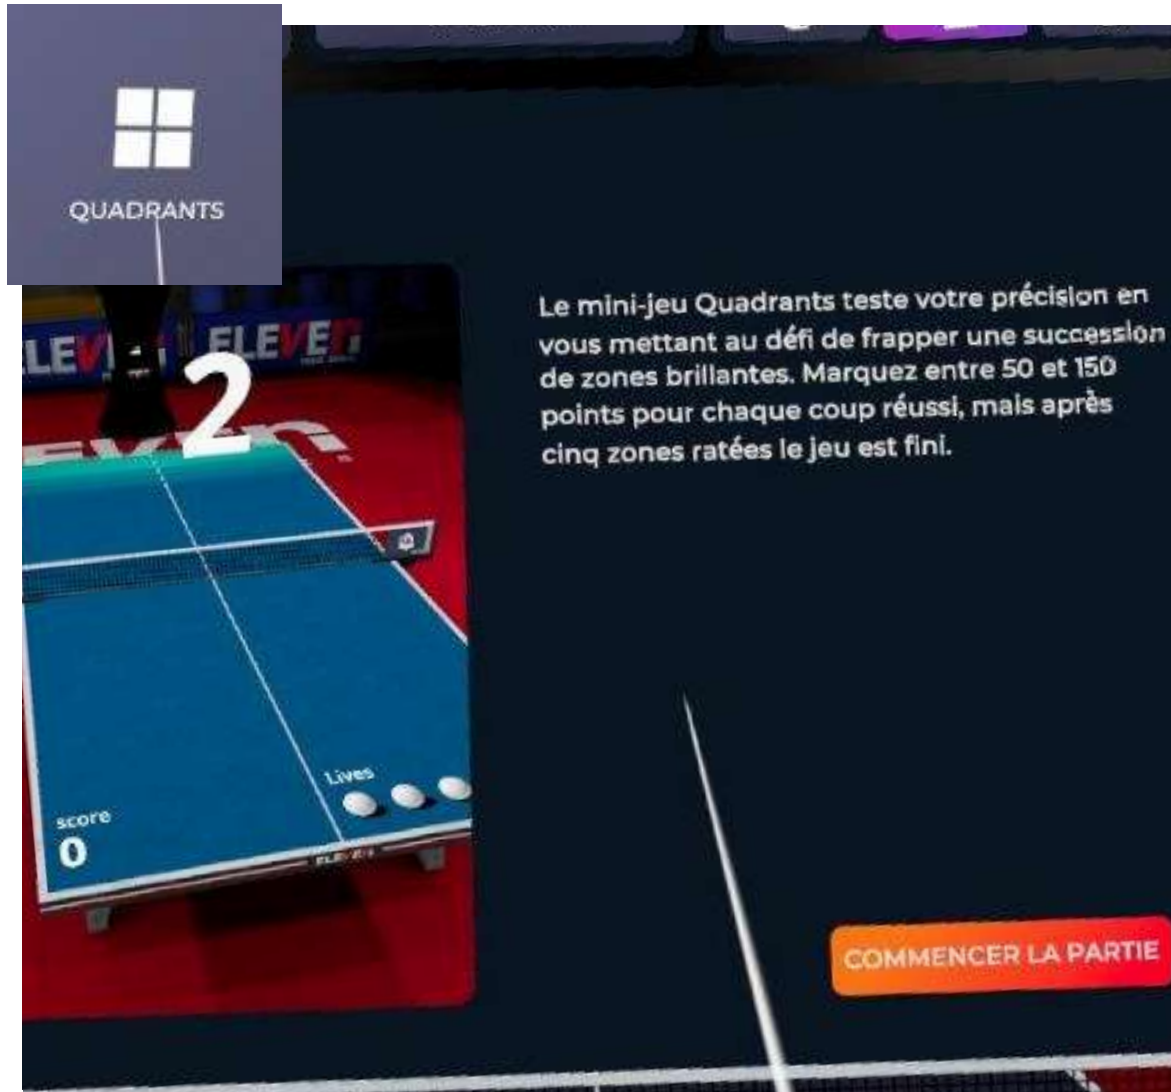 QUADRANTS
ELEVEN
2
Le mini-jeu Quadrants teste votre précision en
vous mettant au défi de frapper une succession
de zones brillantes. Marquez entre 50 et 150
points pour chaque coup réussi, mais après
cinq zones ratées le jeu est fini.
Lives
score
0
ELEVEN
COMMENCER LA PARTIE